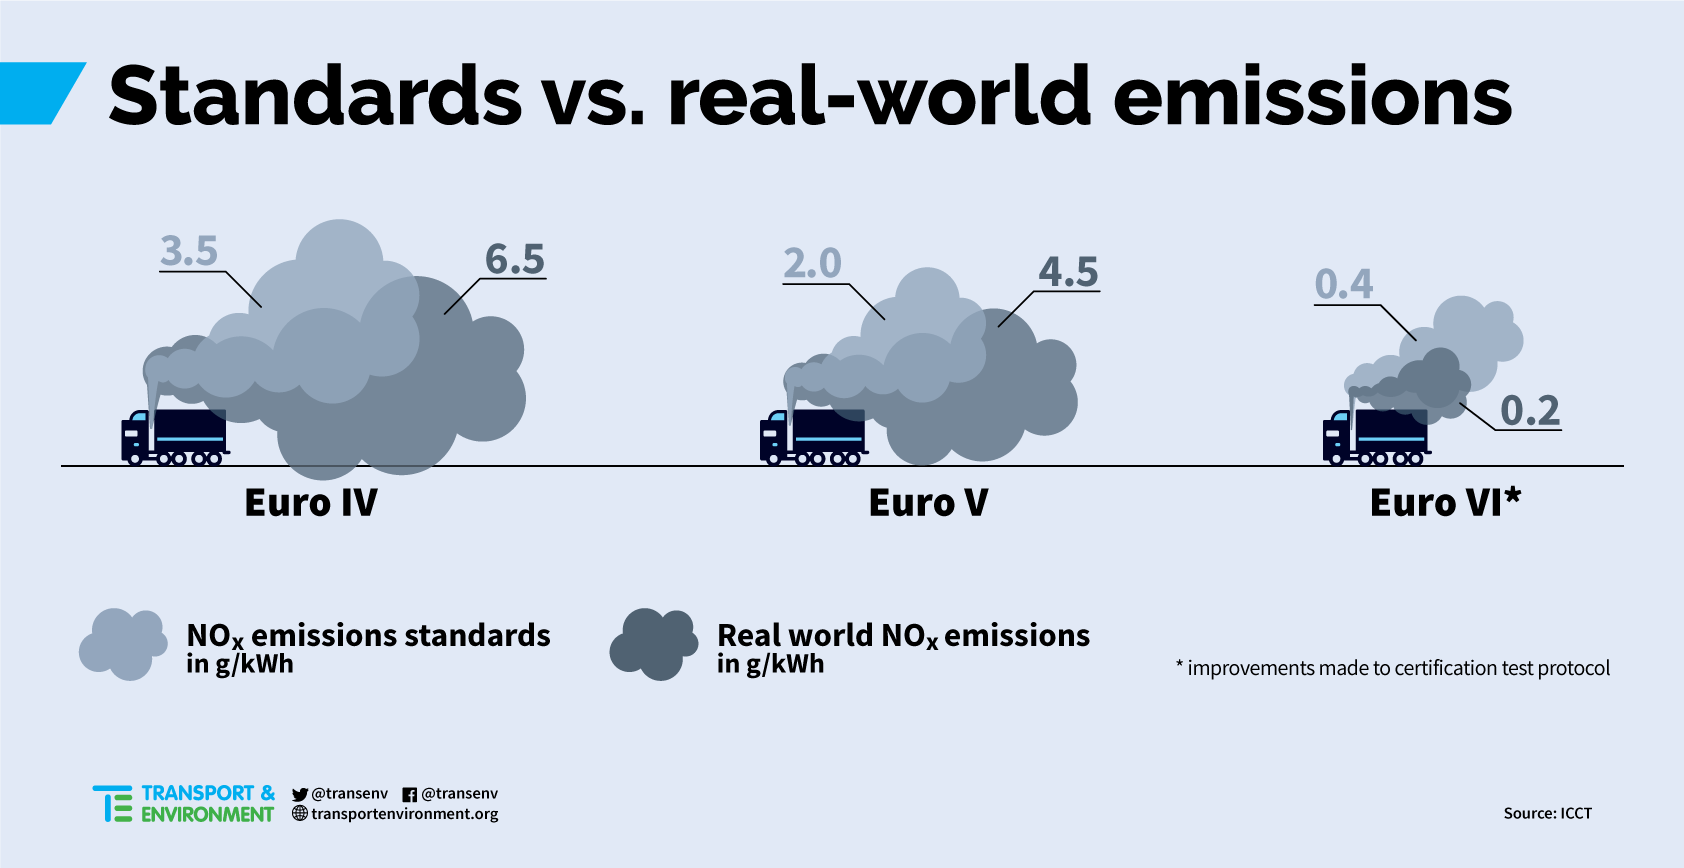 Standards vs. real-world emissions
3.5
6.5
2.0
4.5
0.4
0.2
Euro IV
Euro V
Euro VI*
NOx emissions standards
in g/kWh
Real world NOx emissions
in g/kWh
* improvements made to certification test protocol
TE TRANSPORT &
ENVIRONMENT
@transenv @transenv
transportenvironment.org
Source: ICCT